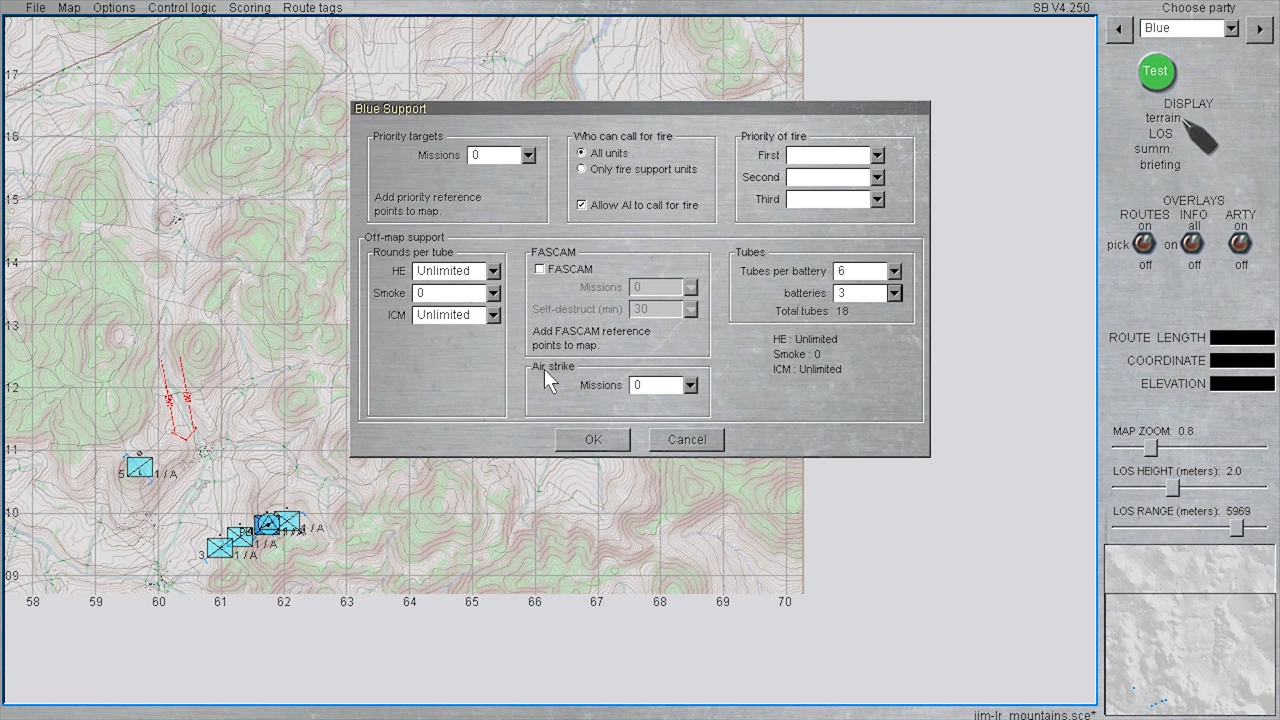 File Map Options Control logic Scoring Route tags SB V4.250 Choose party
Blue
Test
DISPLAY
terrain
LOS
summ.
briefing
OVERLAYS
ROUTES INFO ARTY
on all on
pick on
off off off
ROUTE LENGTH
COORDINATE
ELEVATION
MAP ZOOM: 0.8
LOS HEIGHT (meters): 2.0
LOS RANGE (meters): 5969
Blue Support
Priority targets
Missions 0
Add priority reference
points to map.
Who can call for fire
All units
Only fire support units
Allow AI to call for fire
Priority of fire
First
Second
Third
Off-map support
Rounds per tube
HE Unlimited
Smoke 0
ICM Unlimited
FASCAM
FASCAM
Missions 0
Self-destruct (min) 30
Add FASCAM reference
points to map.
Air strike
Missions 0
Tubes
Tubes per battery 6
batteries 3
Total tubes 18
HE : Unlimited
Smoke : 0
ICM : Unlimited
OK Cancel
17
16
15
14
13
12
11
10
09
58 59 60 61 62 63 64 65 66 67 68 69 70
5 1 / A
/ A
1 / A
3 1 / A
jim-lr_mountains.sce*